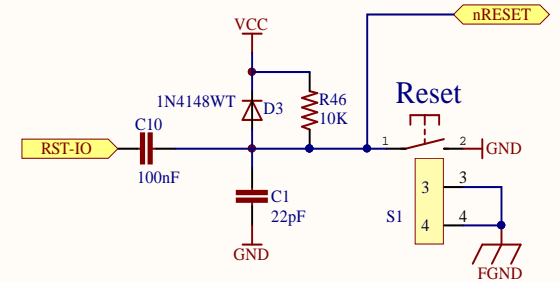 nRESET
VCC
1N4148WT
D3
R46
10K
Reset
C10
RST-IO
100nF
1
2
GND
C1
22pF
3
3
S1
4
4
GND
FGND